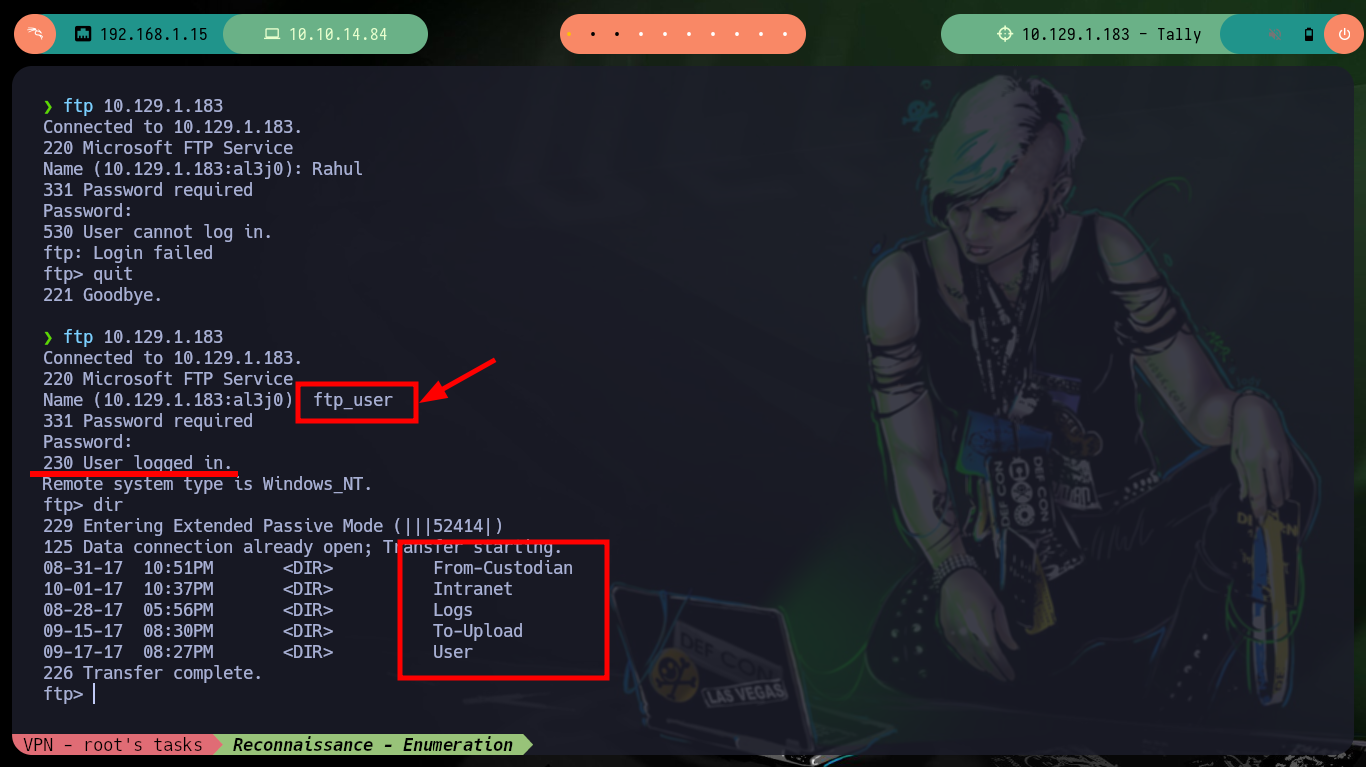 192.168.1.15
10.10.14.84
10.129.1.183 - Tally
❯ ftp 10.129.1.183
Connected to 10.129.1.183.
220 Microsoft FTP Service
Name (10.129.1.183:al3j0): Rahul
331 Password required
Password:
530 User cannot log in.
ftp: Login failed
ftp> quit
221 Goodbye.
❯ ftp 10.129.1.183
Connected to 10.129.1.183.
220 Microsoft FTP Service
Name (10.129.1.183:al3j0) ftp_user
331 Password required
Password:
230 User logged in.
Remote system type is Windows_NT.
ftp> dir
229 Entering Extended Passive Mode (|||52414|)
125 Data connection already open; Transfer starting.
08-31-17  10:51PM       <DIR>          From-Custodian
10-01-17  10:37PM       <DIR>          Intranet
08-28-17  05:56PM       <DIR>          Logs
09-15-17  08:30PM       <DIR>          To-Upload
09-17-17  08:27PM       <DIR>          User
226 Transfer complete.
ftp>
DEF CON
DEF CON
LAS VEGAS
VPN - root's tasks
Reconnaissance - Enumeration